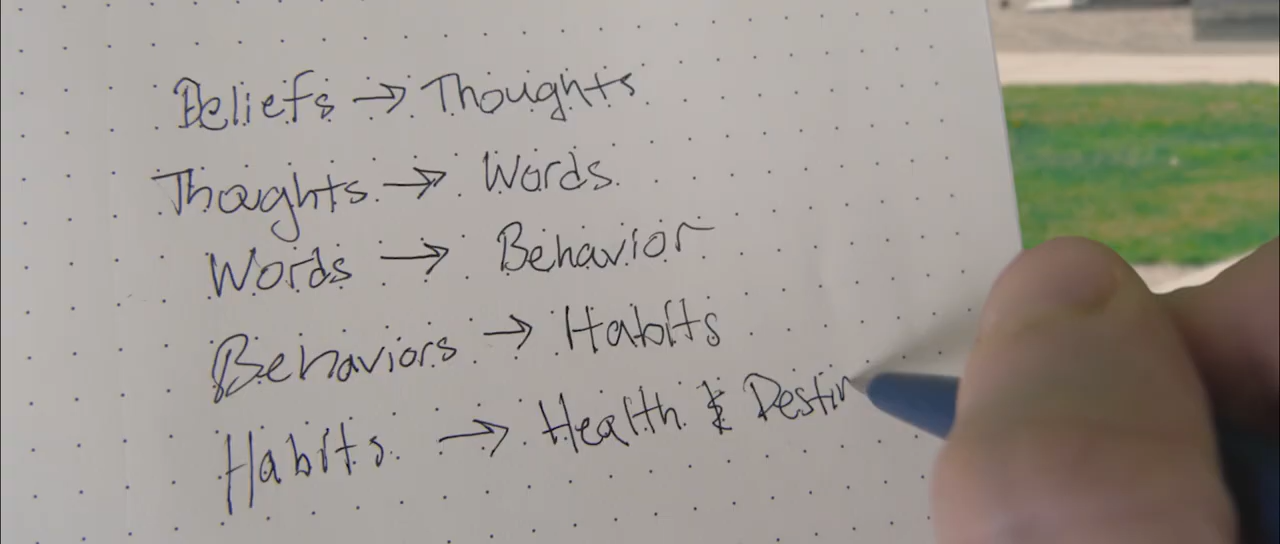 Beliefs → Thoughts
Thoughts → Words
Words → Behavior
Behaviors → Habits
Habits → Health & Destin